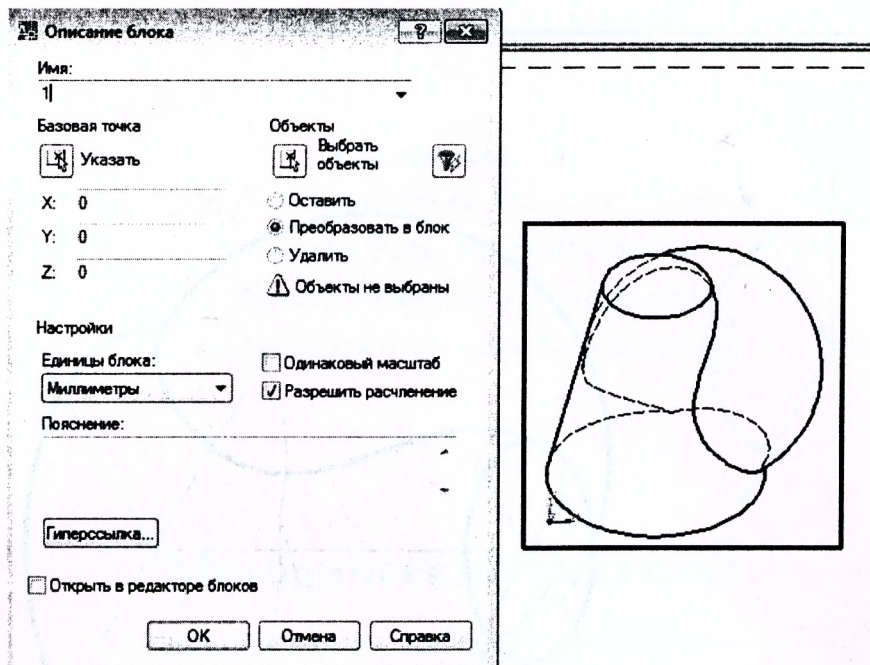 Описание блока
Имя:
1
Базовая точка
Указать
X: 0
Y: 0
Z: 0
Объекты
Выбрать
объекты
Оставить
Преобразовать в блок
Удалить
Объекты не выбраны
Настройки
Единицы блока:
Миллиметры
Одинаковый масштаб
Разрешить расчленение
Пояснение:
Гиперссылка...
Открыть в редакторе блоков
OK Отмена Справка